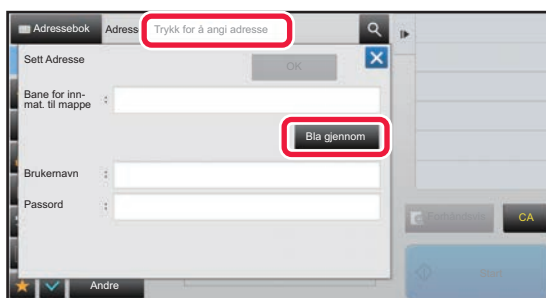 Adressebok Adress Trykk for å angi adresse
Sett Adresse OK
Bane for inn-
mat. til mappe :
Bla gjennom
Brukernavn :
Passord :
CA
Start
Andre